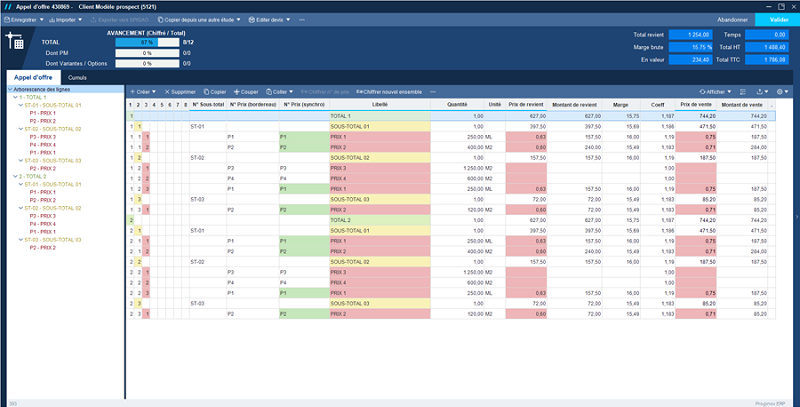 Appel d'offre 430869 - Client Modèle prospect (5121)
Enregistrer Importer Exporter vers SPIGAO Copier depuis une autre étude Editer devis Abandonner Valider
AVANCEMENT (Chiffré / Total)
TOTAL 67 % 8/12
Dont PM 0 % 0/0
Dont Variantes / Options 0 % 0/0
Total revient 1 254,00 Temps 0,00
Marge brute 15,75 % Total HT 1 488,40
En valeur 234,40 Total TTC 1 786,08
Appel d'offre Cumuls
Arborescence des lignes
1 - TOTAL 1
ST-01 - SOUS-TOTAL 01
P1 - PRIX 1
P2 - PRIX 2
ST-02 - SOUS-TOTAL 02
P3 - PRIX 3
P4 - PRIX 4
P1 - PRIX 1
ST-03 - SOUS-TOTAL 03
P2 - PRIX 2
2 - TOTAL 2
ST-01 - SOUS-TOTAL 01
P1 - PRIX 1
P2 - PRIX 2
ST-02 - SOUS-TOTAL 02
P3 - PRIX 3
P4 - PRIX 4
P1 - PRIX 1
ST-03 - SOUS-TOTAL 03
P2 - PRIX 2
Créer Supprimer Copier Couper Coller Chiffrer n° de prix Chiffrer nouvel ensemble Afficher
1 2 3 4 5 6 7 8 N° Sous-total N° Prix (bordereau) N° Prix (synchro) Libellé Quantité Unité Prix de revient Montant de revient Marge Coeff Prix de vente Montant de vente
1 TOTAL 1 1,00 627,00 627,00 15,75 1,187 744,20 744,20
1 1 ST-01 SOUS-TOTAL 01 1,00 397,50 397,50 15,69 1,186 471,50 471,50
1 1 1 P1 P1 PRIX 1 250,00 ML 0,63 157,50 16,00 1,19 0,75 187,50
1 1 2 P2 P2 PRIX 2 400,00 M2 0,60 240,00 15,49 1,183 0,71 284,00
1 2 ST-02 SOUS-TOTAL 02 1,00 157,50 157,50 16,00 1,19 187,50 187,50
1 2 1 P3 P3 PRIX 3 1 250,00 M2
1 2 2 P4 P4 PRIX 4 600,00 M2
1 2 3 P1 P1 PRIX 1 250,00 ML 0,63 157,50 16,00 1,19 0,75 187,50
1 3 ST-03 SOUS-TOTAL 03 1,00 72,00 72,00 15,49 1,183 85,20 85,20
1 3 1 P2 P2 PRIX 2 120,00 M2 0,60 72,00 15,49 1,183 0,71 85,20
2 TOTAL 2 1,00 627,00 627,00 15,75 1,187 744,20 744,20
2 1 ST-01 SOUS-TOTAL 01 1,00 397,50 397,50 15,69 1,186 471,50 471,50
2 1 1 P1 P1 PRIX 1 250,00 ML 0,63 157,50 16,00 1,19 0,75 187,50
2 1 2 P2 P2 PRIX 2 400,00 M2 0,60 240,00 15,49 1,183 0,71 284,00
2 2 ST-02 SOUS-TOTAL 02 1,00 157,50 157,50 16,00 1,19 187,50 187,50
2 2 1 P3 P3 PRIX 3 1 250,00 M2
2 2 2 P4 P4 PRIX 4 600,00 M2
2 2 3 P1 P1 PRIX 1 250,00 ML 0,63 157,50 16,00 1,19 0,75 187,50
2 3 ST-03 SOUS-TOTAL 03 1,00 72,00 72,00 15,49 1,183 85,20 85,20
2 3 1 P2 P2 PRIX 2 120,00 M2 0,60 72,00 15,49 1,183 0,71 85,20
365 Proginov ERP